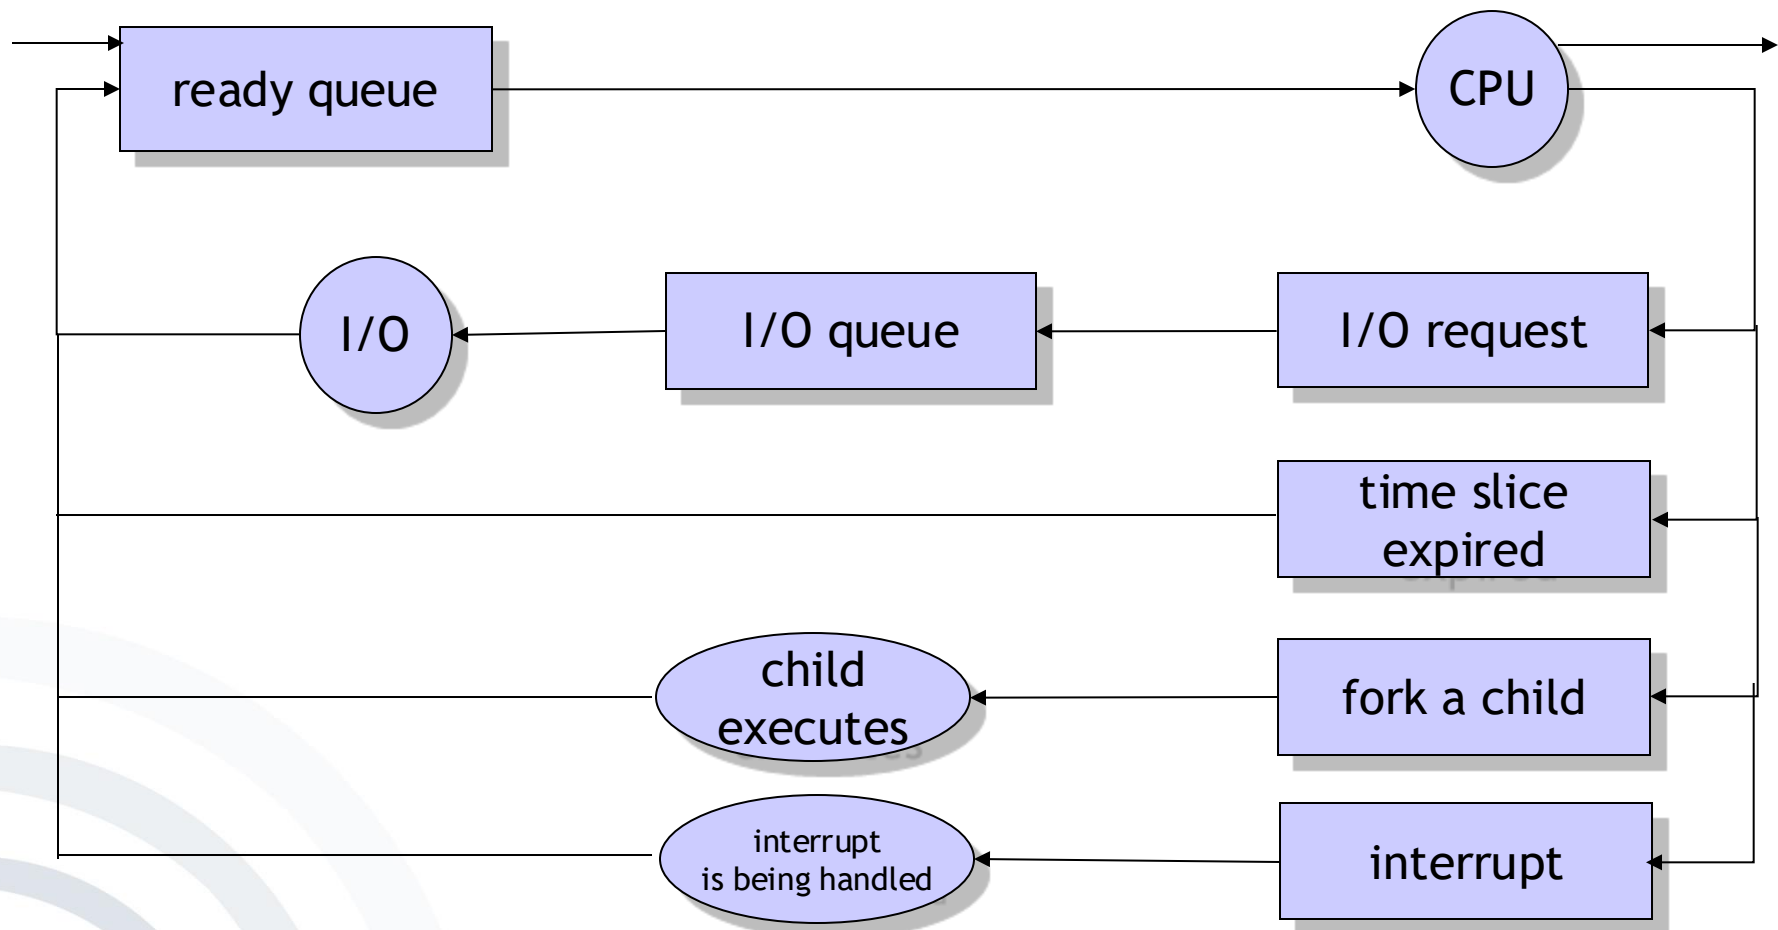 ready queue
CPU
I/O
I/O queue
I/O request
time slice
expired
child
executes
fork a child
interrupt
is being handled
interrupt